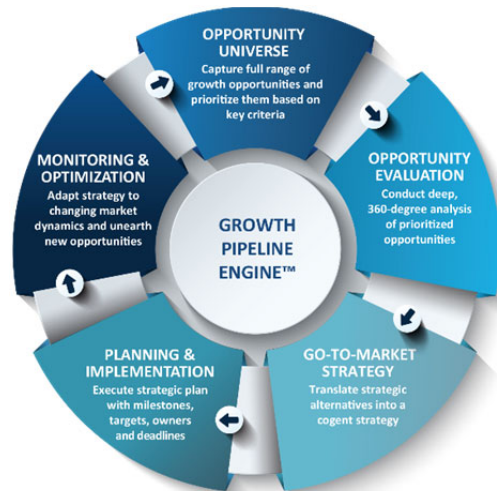 OPPORTUNITY
UNIVERSE
Capture full range of
growth opportunities and
prioritize them based on
key criteria
OPPORTUNITY
EVALUATION
Conduct deep,
360-degree analysis
of prioritized
opportunities
GO-TO-MARKET
STRATEGY
Translate strategic
alternatives into a
cogent strategy
PLANNING &
IMPLEMENTATION
Execute strategic plan
with milestones,
targets, owners
and deadlines
MONITORING &
OPTIMIZATION
Adapt strategy to
changing market
dynamics and unearth
new opportunities
GROWTH
PIPELINE
ENGINE™